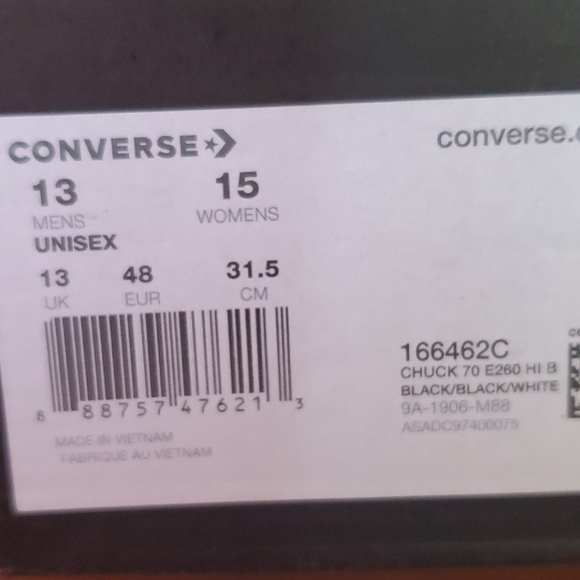 CONVERSE
converse.
13 15
MENS WOMENS
UNISEX
13 48 31.5
UK EUR CM
8 88757 47621 3
166462C
CHUCK 70 E260 HI B
BLACK/BLACK/WHITE
9A-1906-M88
ASADC97400075
MADE IN VIETNAM
FABRIQUE AU VIETNAM